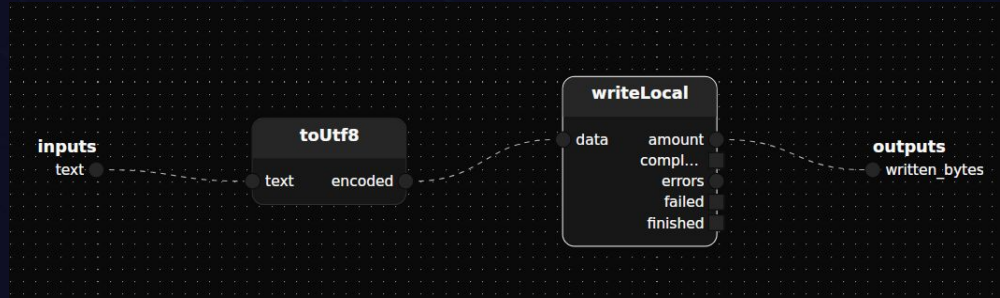 inputs
text
toUtf8
text encoded
writeLocal
data amount
compl...
errors
failed
finished
outputs
written_bytes